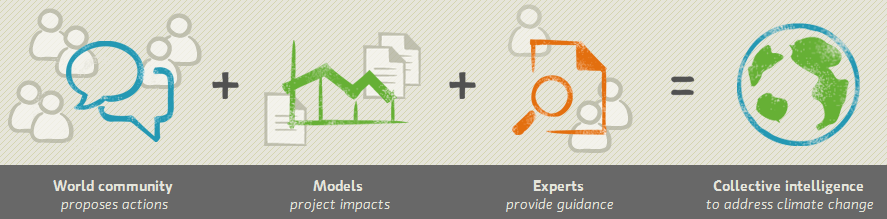 World community
proposes actions
Models
project impacts
Experts
provide guidance
Collective intelligence
to address climate change